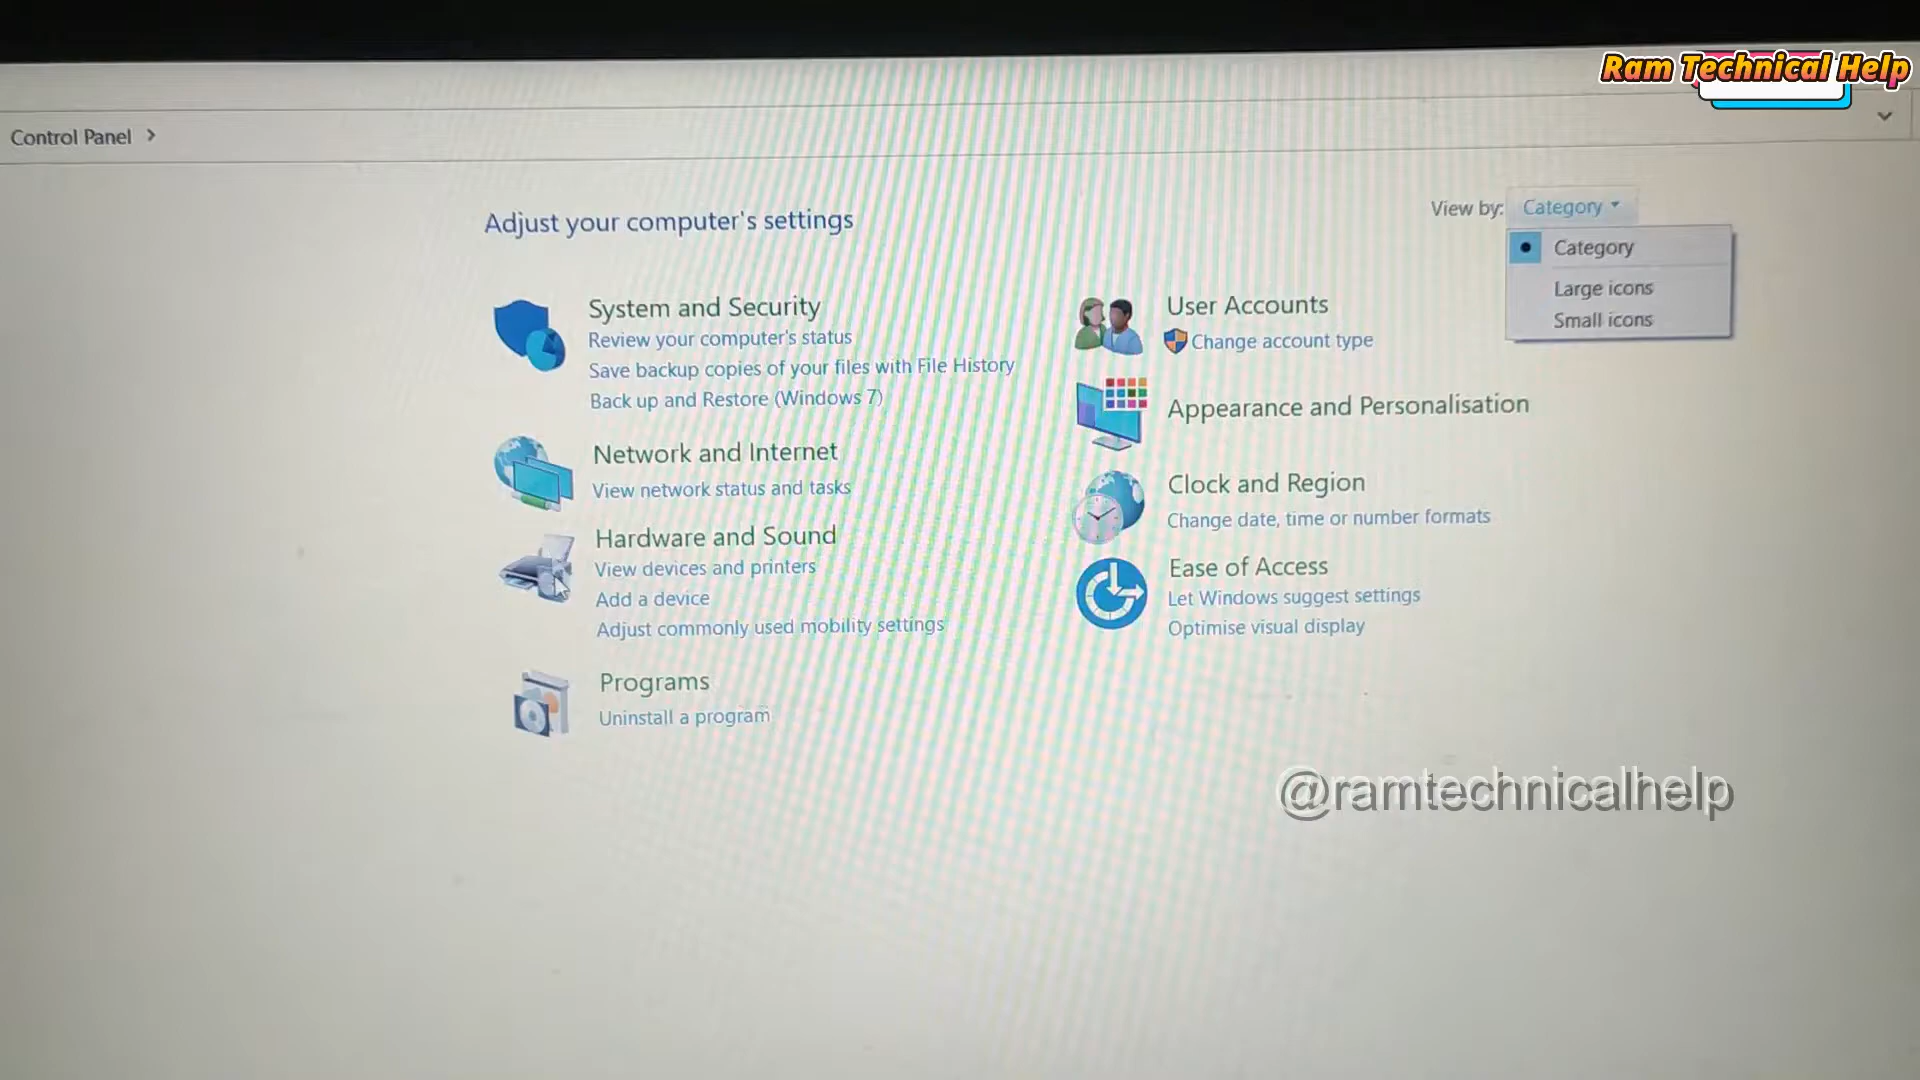 Ram Technical Help
Control Panel
Adjust your computer's settings
View by: Category
Category
Large icons
Small icons
System and Security
Review your computer's status
Save backup copies of your files with File History
Back up and Restore (Windows 7)
Network and Internet
View network status and tasks
Hardware and Sound
View devices and printers
Add a device
Adjust commonly used mobility settings
Programs
Uninstall a program
User Accounts
Change account type
Appearance and Personalisation
Clock and Region
Change date, time or number formats
Ease of Access
Let Windows suggest settings
Optimise visual display
@ramtechnicalhelp